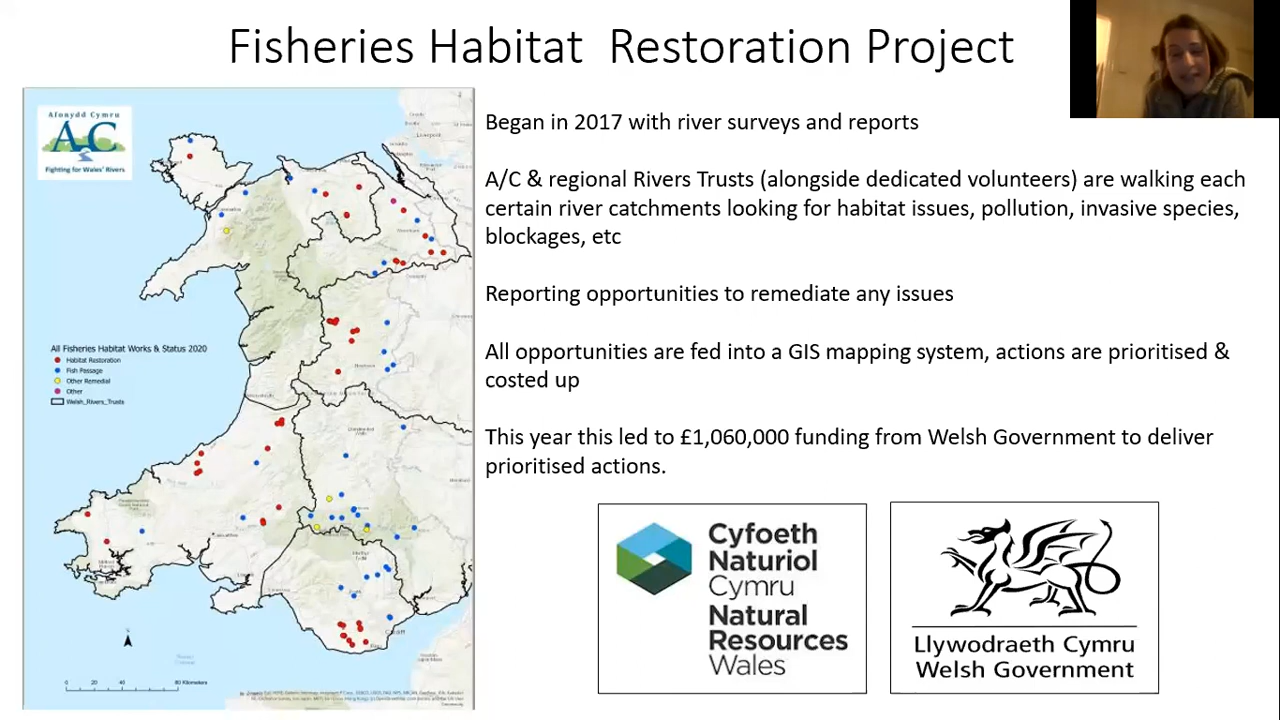 Fisheries Habitat  Restoration Project
Afonydd Cymru
AC
Fighting for Wales' Rivers
All Fisheries Habitat Works & Status 2020
Habitat Restoration
Fish Passage
Other Remedial
Other
Welsh_Rivers_Trusts
Cardiff
0 20 40 80 Kilometers
Began in 2017 with river surveys and reports
A/C & regional Rivers Trusts (alongside dedicated volunteers) are walking each
certain river catchments looking for habitat issues, pollution, invasive species,
blockages, etc
Reporting opportunities to remediate any issues
All opportunities are fed into a GIS mapping system, actions are prioritised &
costed up
This year this led to £1,060,000 funding from Welsh Government to deliver
prioritised actions.
Cyfoeth
Naturiol
Cymru
Natural
Resources
Wales
Llywodraeth Cymru
Welsh Government